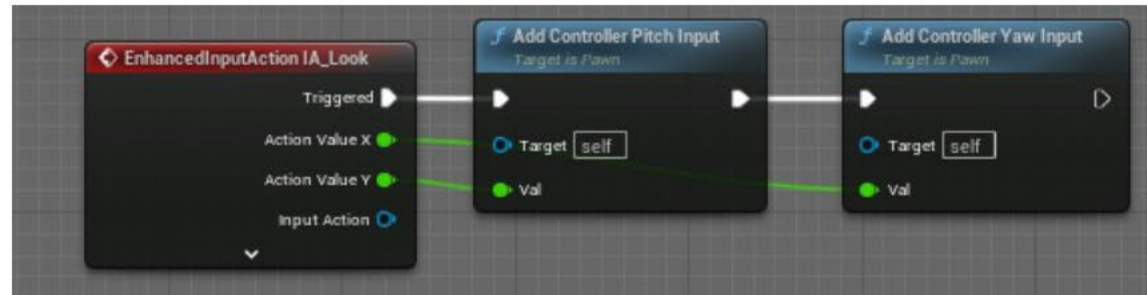 EnhancedInputAction IA_Look
Triggered
Action Value X
Action Value Y
Input Action
f Add Controller Pitch Input
Target is Pawn
Target self
Val
f Add Controller Yaw Input
Target is Pawn
Target self
Val